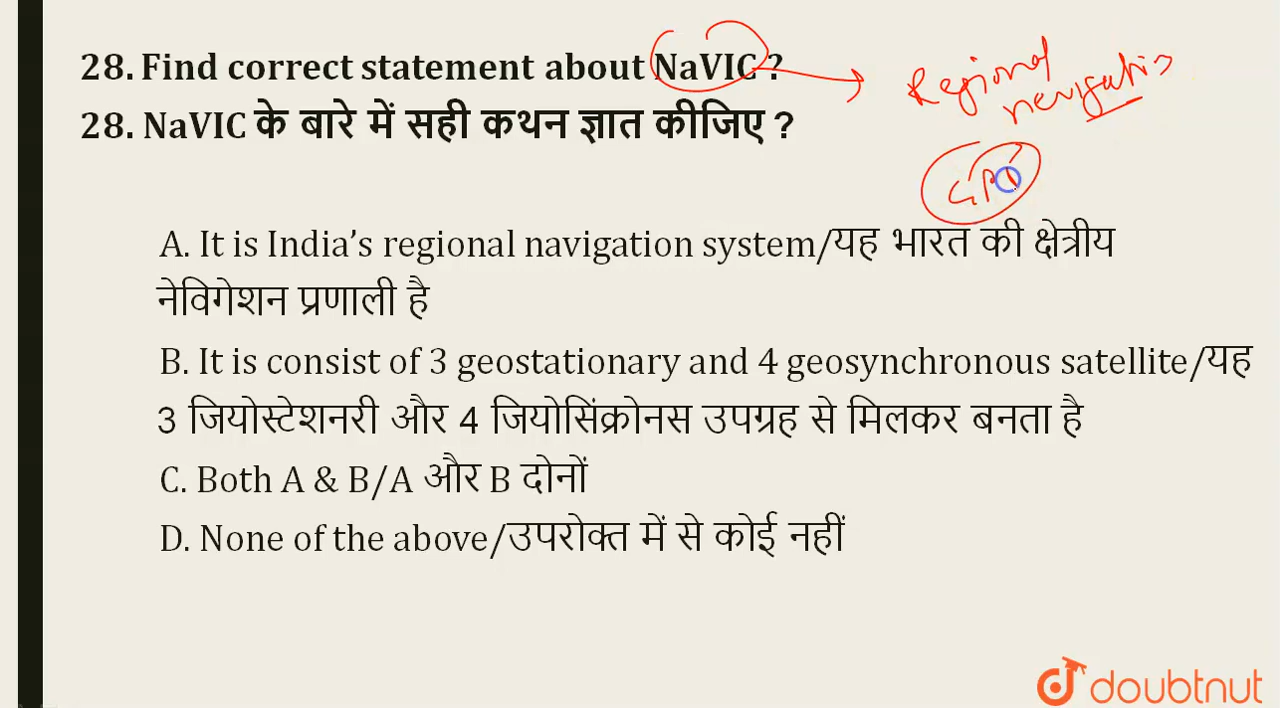 28. Find correct statement about NaVIC ?
Regional
navigation
28. NaVIC के बारे में सही कथन ज्ञात कीजिए ?
A. It is India’s regional navigation system/यह भारत की क्षेत्रीय
नेविगेशन प्रणाली है
B. It is consist of 3 geostationary and 4 geosynchronous satellite/यह
3 जियोस्टेशनरी और 4 जियोसिंक्रोनस उपग्रह से मिलकर बनता है
C. Both A & B/A और B दोनों
D. None of the above/उपरोक्त में से कोई नहीं
doubtnut